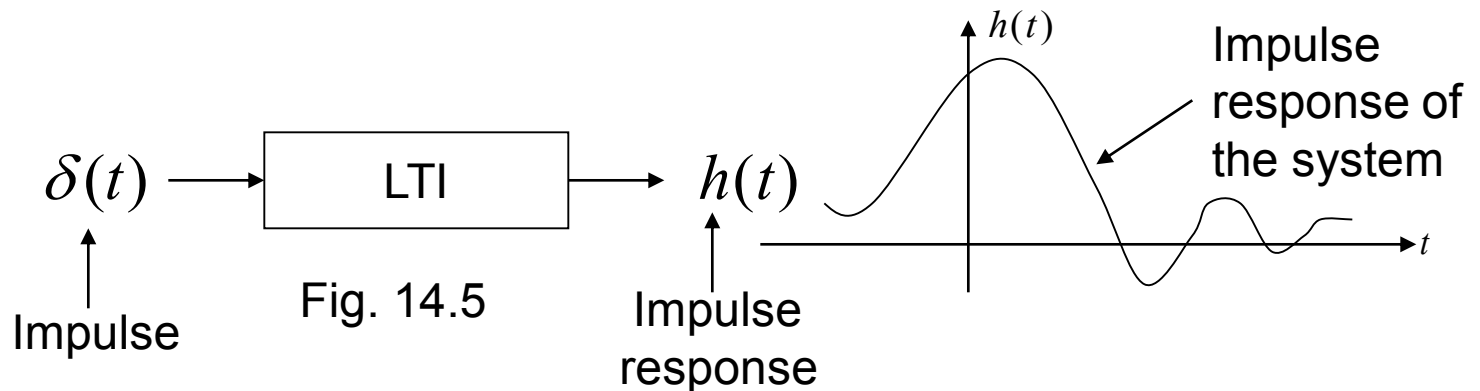 δ(t)
Impulse
LTI
Fig. 14.5
h(t)
Impulse
response
h(t)
t
Impulse
response of
the system